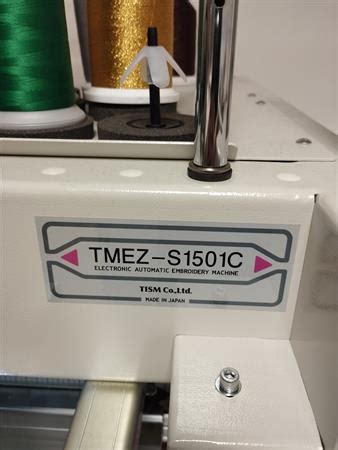 TMEZ-S1501C
ELECTRONIC AUTOMATIC EMBROIDERY MACHINE
TISM Co.,Ltd.
MADE IN JAPAN